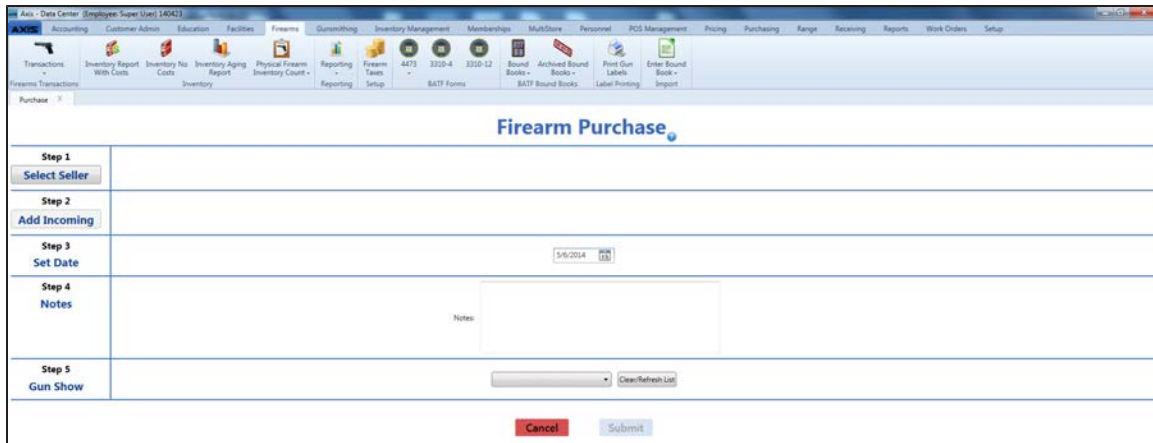 Axis - Data Center (Employee: Super User) 140423
AXIS Accounting Customer Admin Education Facilities Firearms Gunsmithing Inventory Management Memberships MultiStore Personnel POS Management Pricing Purchasing Range Receiving Reports Work Orders Setup
Transactions Inventory Report Inventory No Inventory Aging Physical Firearm Reporting Firearm 4473 3310-4 3310-12 Bound Archived Bound Print Gun Enter Bound
With Costs Costs Report Inventory Count Taxes Books Books Labels Book
Firearms Transactions Inventory Reporting Setup BATF Forms BATF Bound Books Label Printing Import
Purchase X
Firearm Purchase ?
Step 1
Select Seller
Step 2
Add Incoming
Step 3
Set Date 5/6/2014 15
Step 4
Notes
Notes:
Step 5
Gun Show Clear/Refresh List
Cancel Submit